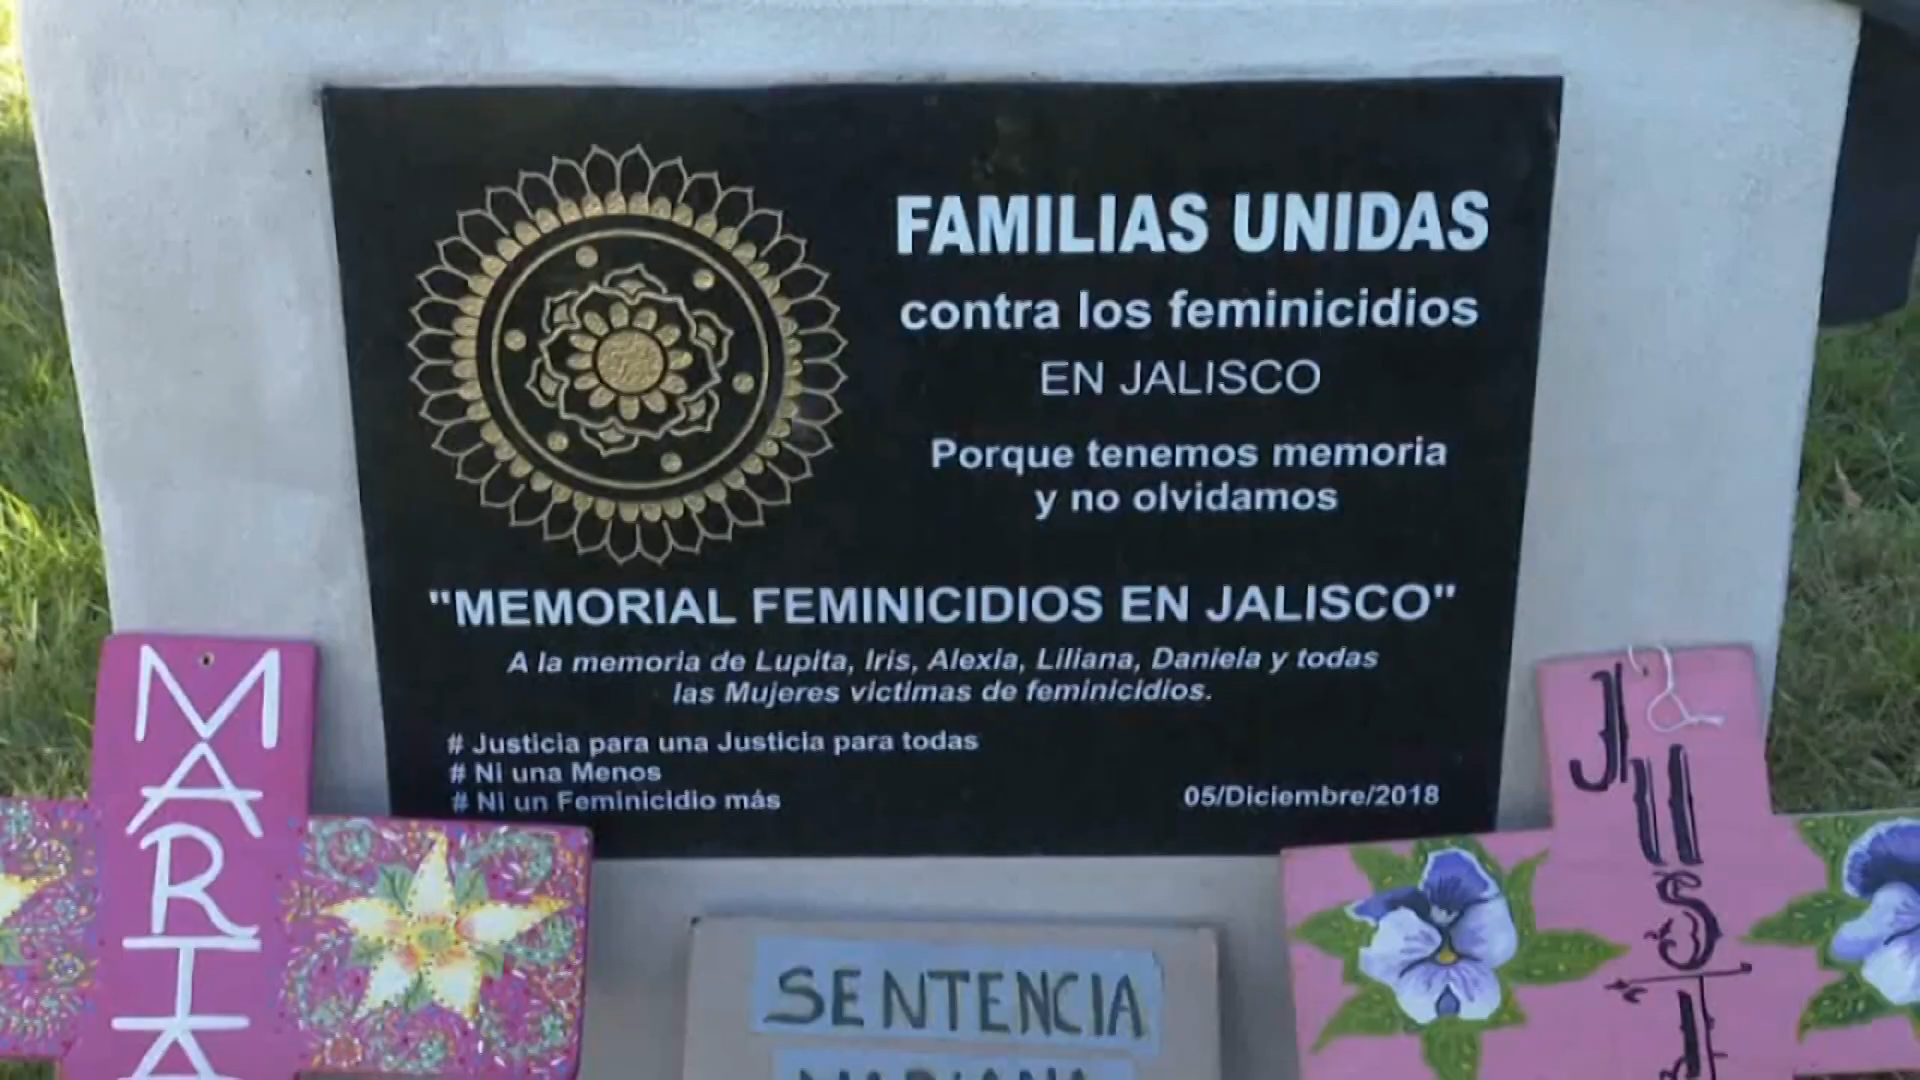 FAMILIAS UNIDAS
contra los feminicidios
EN JALISCO
Porque tenemos memoria
y no olvidamos
"MEMORIAL FEMINICIDIOS EN JALISCO"
A la memoria de Lupita, Iris, Alexia, Liliana, Daniela y todas
las Mujeres victimas de feminicidios.
# Justicia para una Justicia para todas
# Ni una Menos
# Ni un Feminicidio más
05/Diciembre/2018
MARIA
JUSTI
SENTENCIA
MARIANA